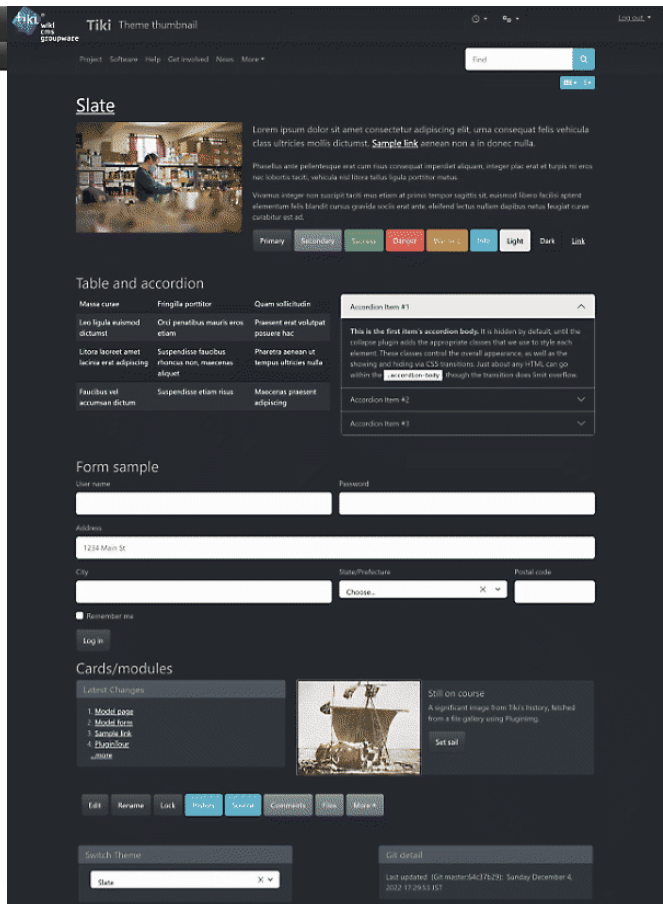 tiki wiki
cms
groupware
Tiki Theme thumbnail
Log out
Project Software Help Get involved News More
Find
Slate
Lorem ipsum dolor sit amet consectetur adipiscing elit, urna consequat felis vehicula
class ultricies mollis dictumst, Sample link aenean non a in donec nulla.
Phasellus ante pellentesque erat cum risus consequat imperdiet aliquam, integer plac erat et turpis mi eros
nec lobortis taciti, vehicula nisl litora tellus ligula porttitor metus.
Vivamus integer non suscipit taciti mus etiam at primis tempor sagittis sit, euismod libero facilisi aptent
elementum felis blandit cursus gravida sociis erat ante, eleifend lectus nullam dapibus netus feugiat curae
curabitur est ad.
Primary Secondary Success Danger Warning Info Light Dark Link
Table and accordion
Massa curae Fringilla porttitor Quam sollicitudin
Leo ligula euismod Orci penatibus mauris eros Praesent erat volutpat
dictumst etiam posuere hac
Litora laoreet amet Suspendisse faucibus Pharetra aenean ut
lacinia erat adipiscing rhoncus non, maecenas tempus ultricies nulla
aliquet
Faucibus vel Suspendisse etiam risus Maecenas praesent
accumsan dictum adipiscing
Accordion Item #1
This is the first item's accordion body. It is hidden by default, until the
collapse plugin adds the appropriate classes that we use to style each
element. These classes control the overall appearance, as well as the
showing and hiding via CSS transitions. Just about any HTML can go
within the .accordion-body though the transition does limit overflow.
Accordion Item #2
Accordion Item #3
Form sample
User name Password
Address
1234 Main St
City State/Prefecture Postal code
Choose...
Remember me
Log in
Cards/modules
Latest Changes
1. Model page
2. Model form
3. Sample link
4. PluginTour
...more
Still on course
A significant image from Tiki's history, fetched
from a file gallery using PluginImg.
Set sail
Edit Rename Lock History Source Comments Files More
Switch Theme
Slate
Git detail
Last updated (Git master:64c37b29): Sunday December 4,
2022 17:29:53 JST